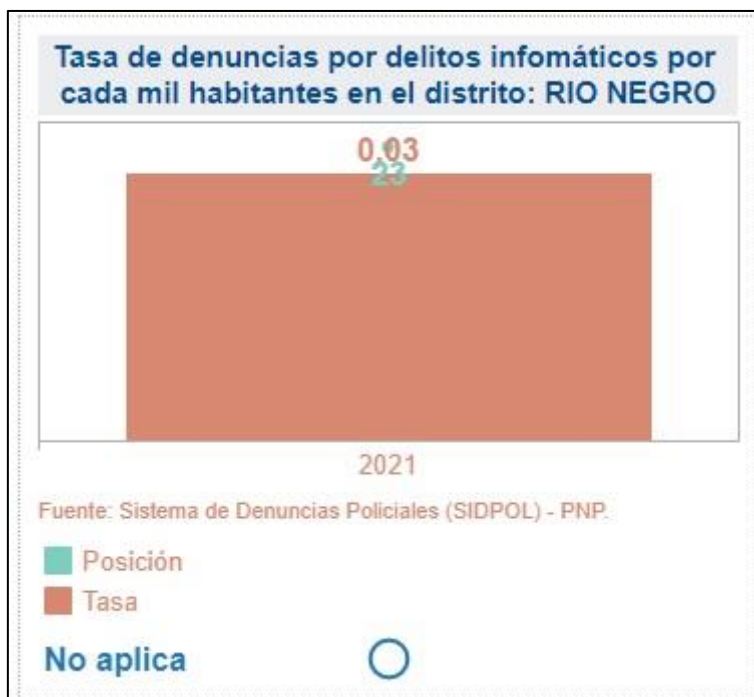 Tasa de denuncias por delitos infomáticos por
cada mil habitantes en el distrito: RIO NEGRO
0,03
23
2021
Fuente: Sistema de Denuncias Policiales (SIDPOL) - PNP.
Posición
Tasa
No aplica